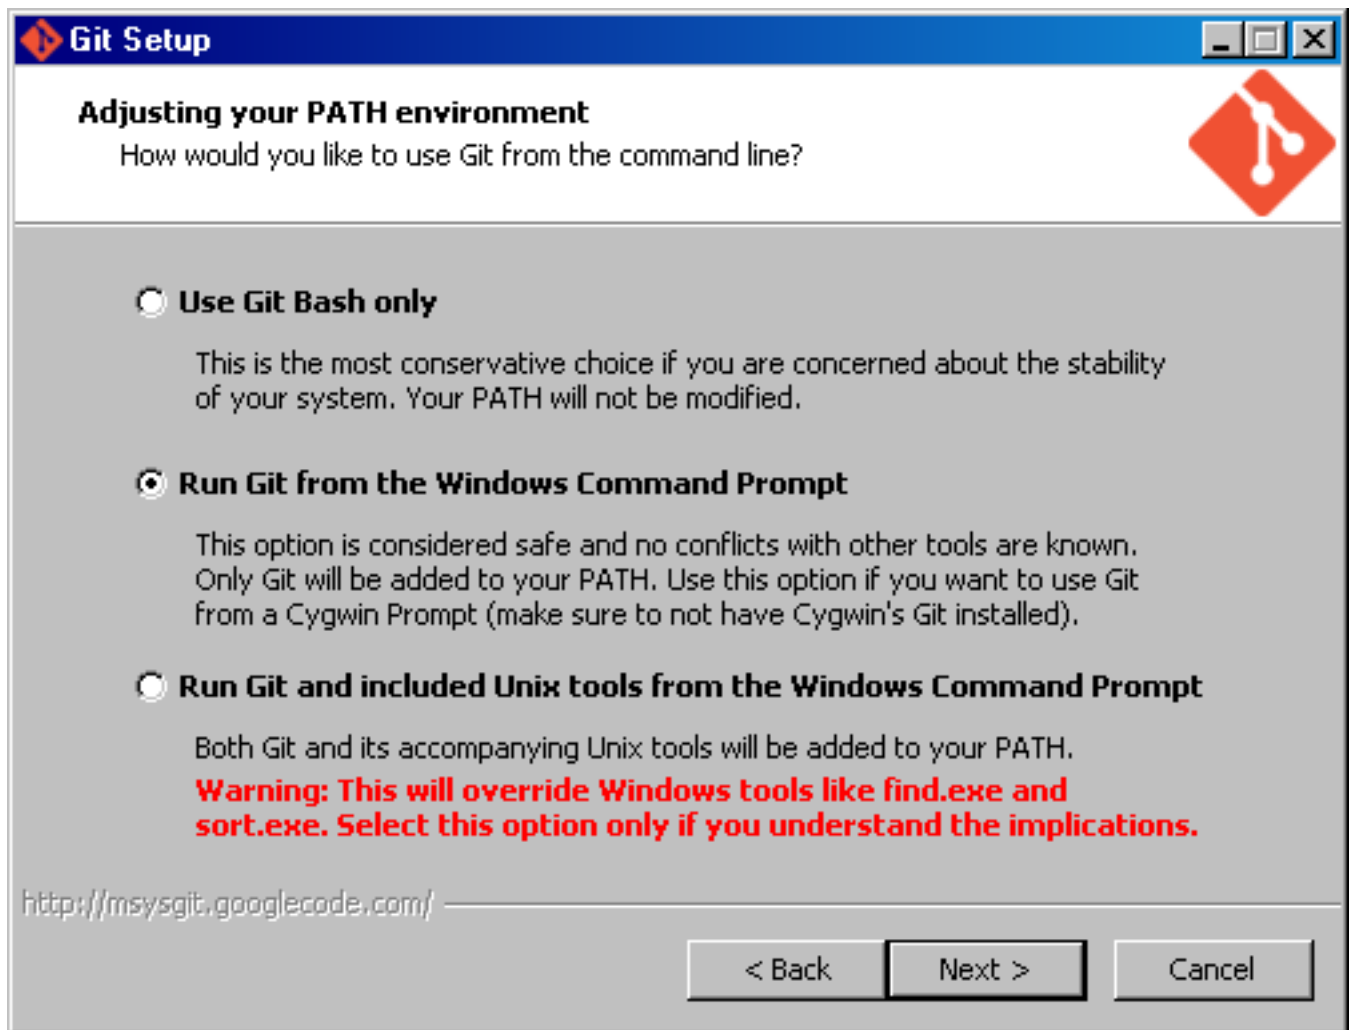 Git Setup
Adjusting your PATH environment
How would you like to use Git from the command line?
Use Git Bash only
This is the most conservative choice if you are concerned about the stability
of your system. Your PATH will not be modified.
Run Git from the Windows Command Prompt
This option is considered safe and no conflicts with other tools are known.
Only Git will be added to your PATH. Use this option if you want to use Git
from a Cygwin Prompt (make sure to not have Cygwin's Git installed).
Run Git and included Unix tools from the Windows Command Prompt
Both Git and its accompanying Unix tools will be added to your PATH.
Warning: This will override Windows tools like find.exe and
sort.exe. Select this option only if you understand the implications.
http://msysgit.googlecode.com/
< Back Next > Cancel